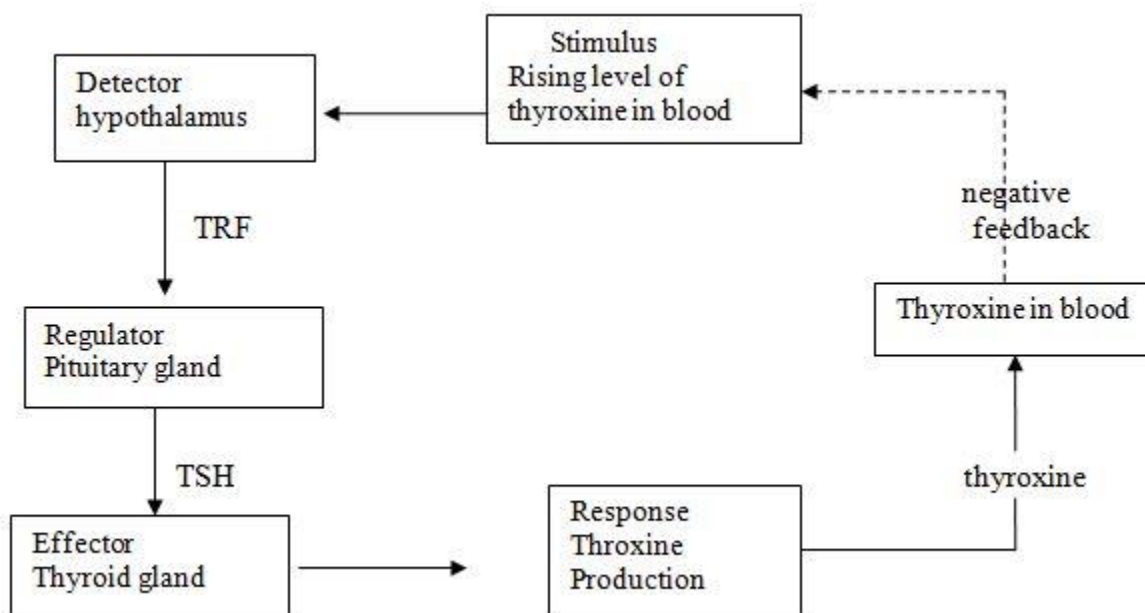 Stimulus
Rising level of
thyroxine in blood
Detector
hypothalamus
TRF
negative
feedback
Thyroxine in blood
Regulator
Pituitary gland
TSH
thyroxine
Effector
Thyroid gland
Response
Throxine
Production